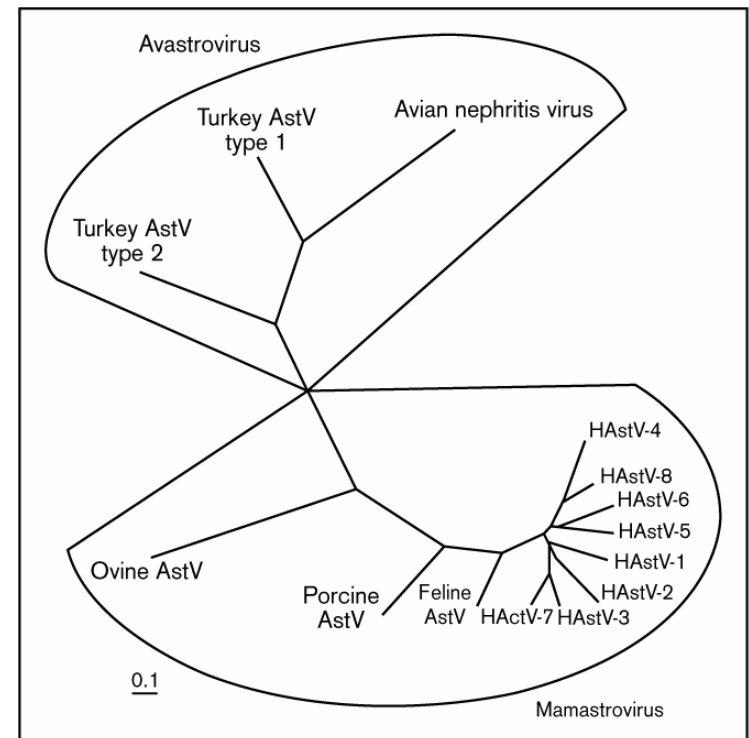 Avastrovirus
Turkey AstV
type 1
Avian nephritis virus
Turkey AstV
type 2
HAstV-4
HAstV-8
HAstV-6
HAstV-5
HAstV-1
HAstV-2
HActV-7
HAstV-3
Feline
AstV
Porcine
AstV
Ovine AstV
0.1
Mamastrovirus